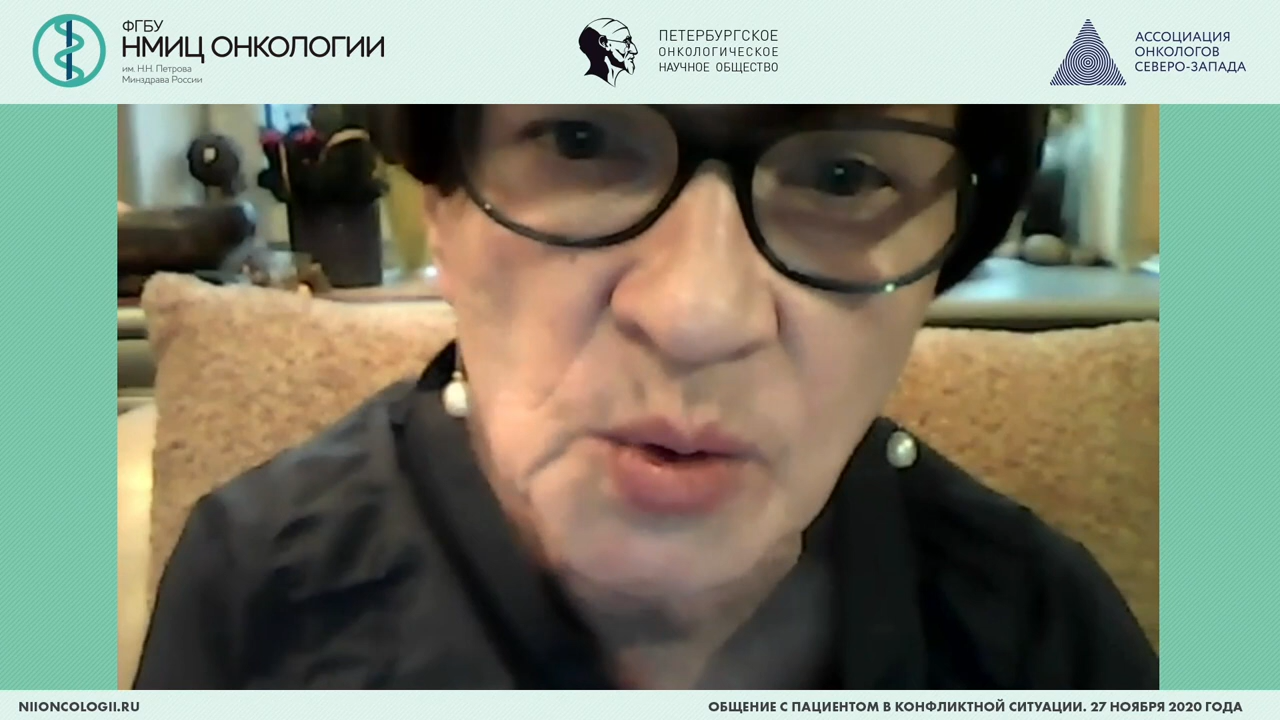 ФГБУ
НМИЦ ОНКОЛОГИИ
им. Н.Н. Петрова
Минздрава России
ПЕТЕРБУРГСКОЕ
ОНКОЛОГИЧЕСКОЕ
НАУЧНОЕ ОБЩЕСТВО
АССОЦИАЦИЯ
ОНКОЛОГОВ
СЕВЕРО-ЗАПАДА
NIIONCOLOGII.RU
ОБЩЕНИЕ С ПАЦИЕНТОМ В КОНФЛИКТНОЙ СИТУАЦИИ. 27 НОЯБРЯ 2020 ГОДА